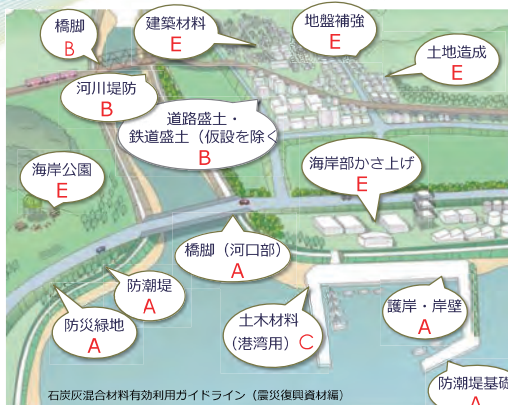 橋脚
B
建築材料
E
地盤補強
E
土地造成
E
河川堤防
B
道路盛土・
鉄道盛土（仮設を除く
B
海岸公園
E
海岸部かさ上げ
E
橋脚（河口部）
A
防潮堤
A
防災緑地
A
土木材料
（港湾用）C
護岸・岸壁
A
防潮堤基礎
A
石炭灰混合材料有効利用ガイドライン（震災復興資材編）